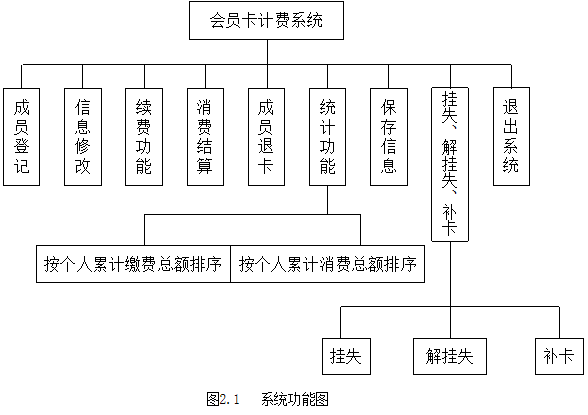 会员卡计费系统
成员登记
信息修改
续费功能
消费结算
成员退卡
统计功能
保存信息
挂失、解挂失、补卡
退出系统
按个人累计缴费总额排序
按个人累计消费总额排序
挂失
解挂失
补卡
图2.1 系统功能图